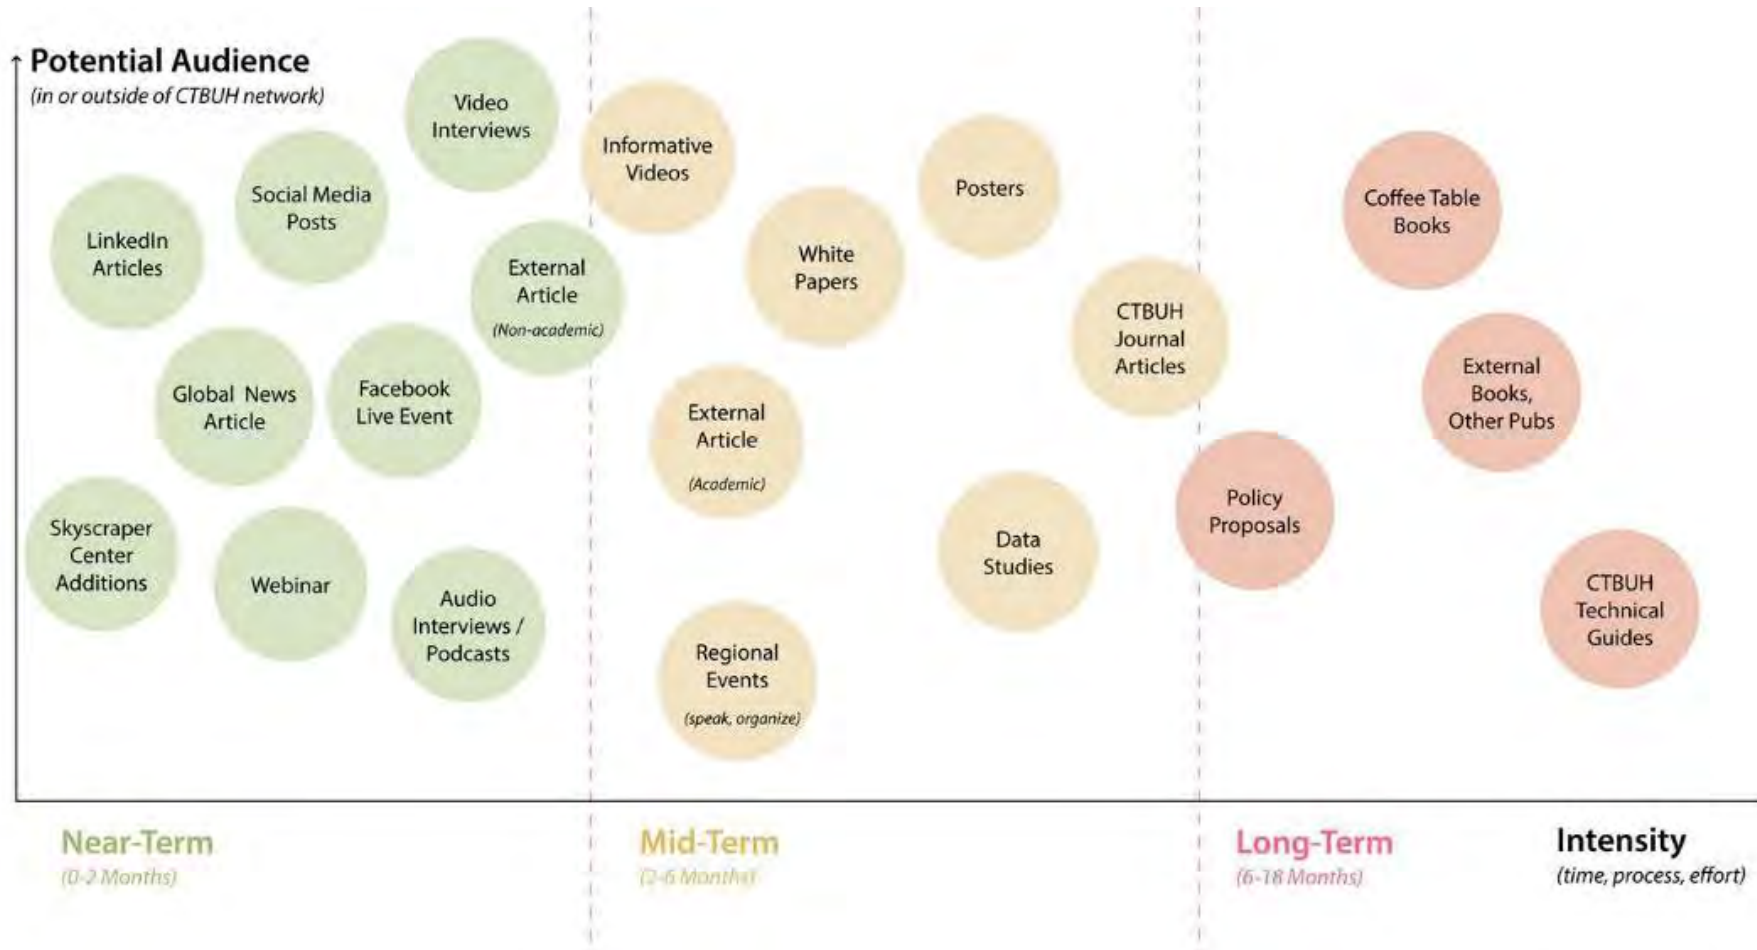 Potential Audience
(in or outside of CTBUH network)
Video
Interviews
Informative
Videos
Social Media
Posts
Posters
Coffee Table
Books
LinkedIn
Articles
External
Article
(Non-academic)
White
Papers
CTBUH
Journal
Articles
Global News
Article
Facebook
Live Event
External
Article
(Academic)
External
Books,
Other Pubs
Policy
Proposals
Skyscraper
Center
Additions
Webinar
Audio
Interviews /
Podcasts
Data
Studies
CTBUH
Technical
Guides
Regional
Events
(speak, organize)
Near-Term
(0-2 Months)
Mid-Term
(2-6 Months)
Long-Term
(6-18 Months)
Intensity
(time, process, effort)